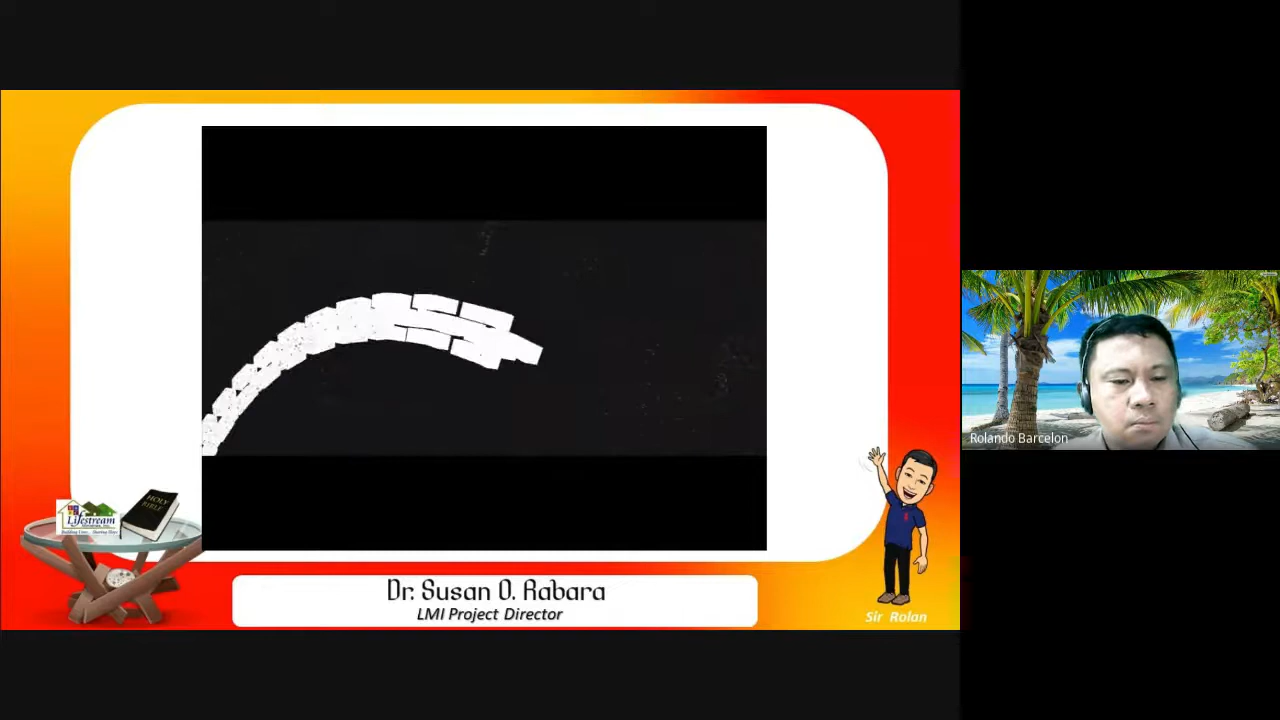 HOLY
BIBLE
Lifestream
Dr. Susan O. Rabara
LMI Project Director
Sir Rolan
Rolando Barcelon